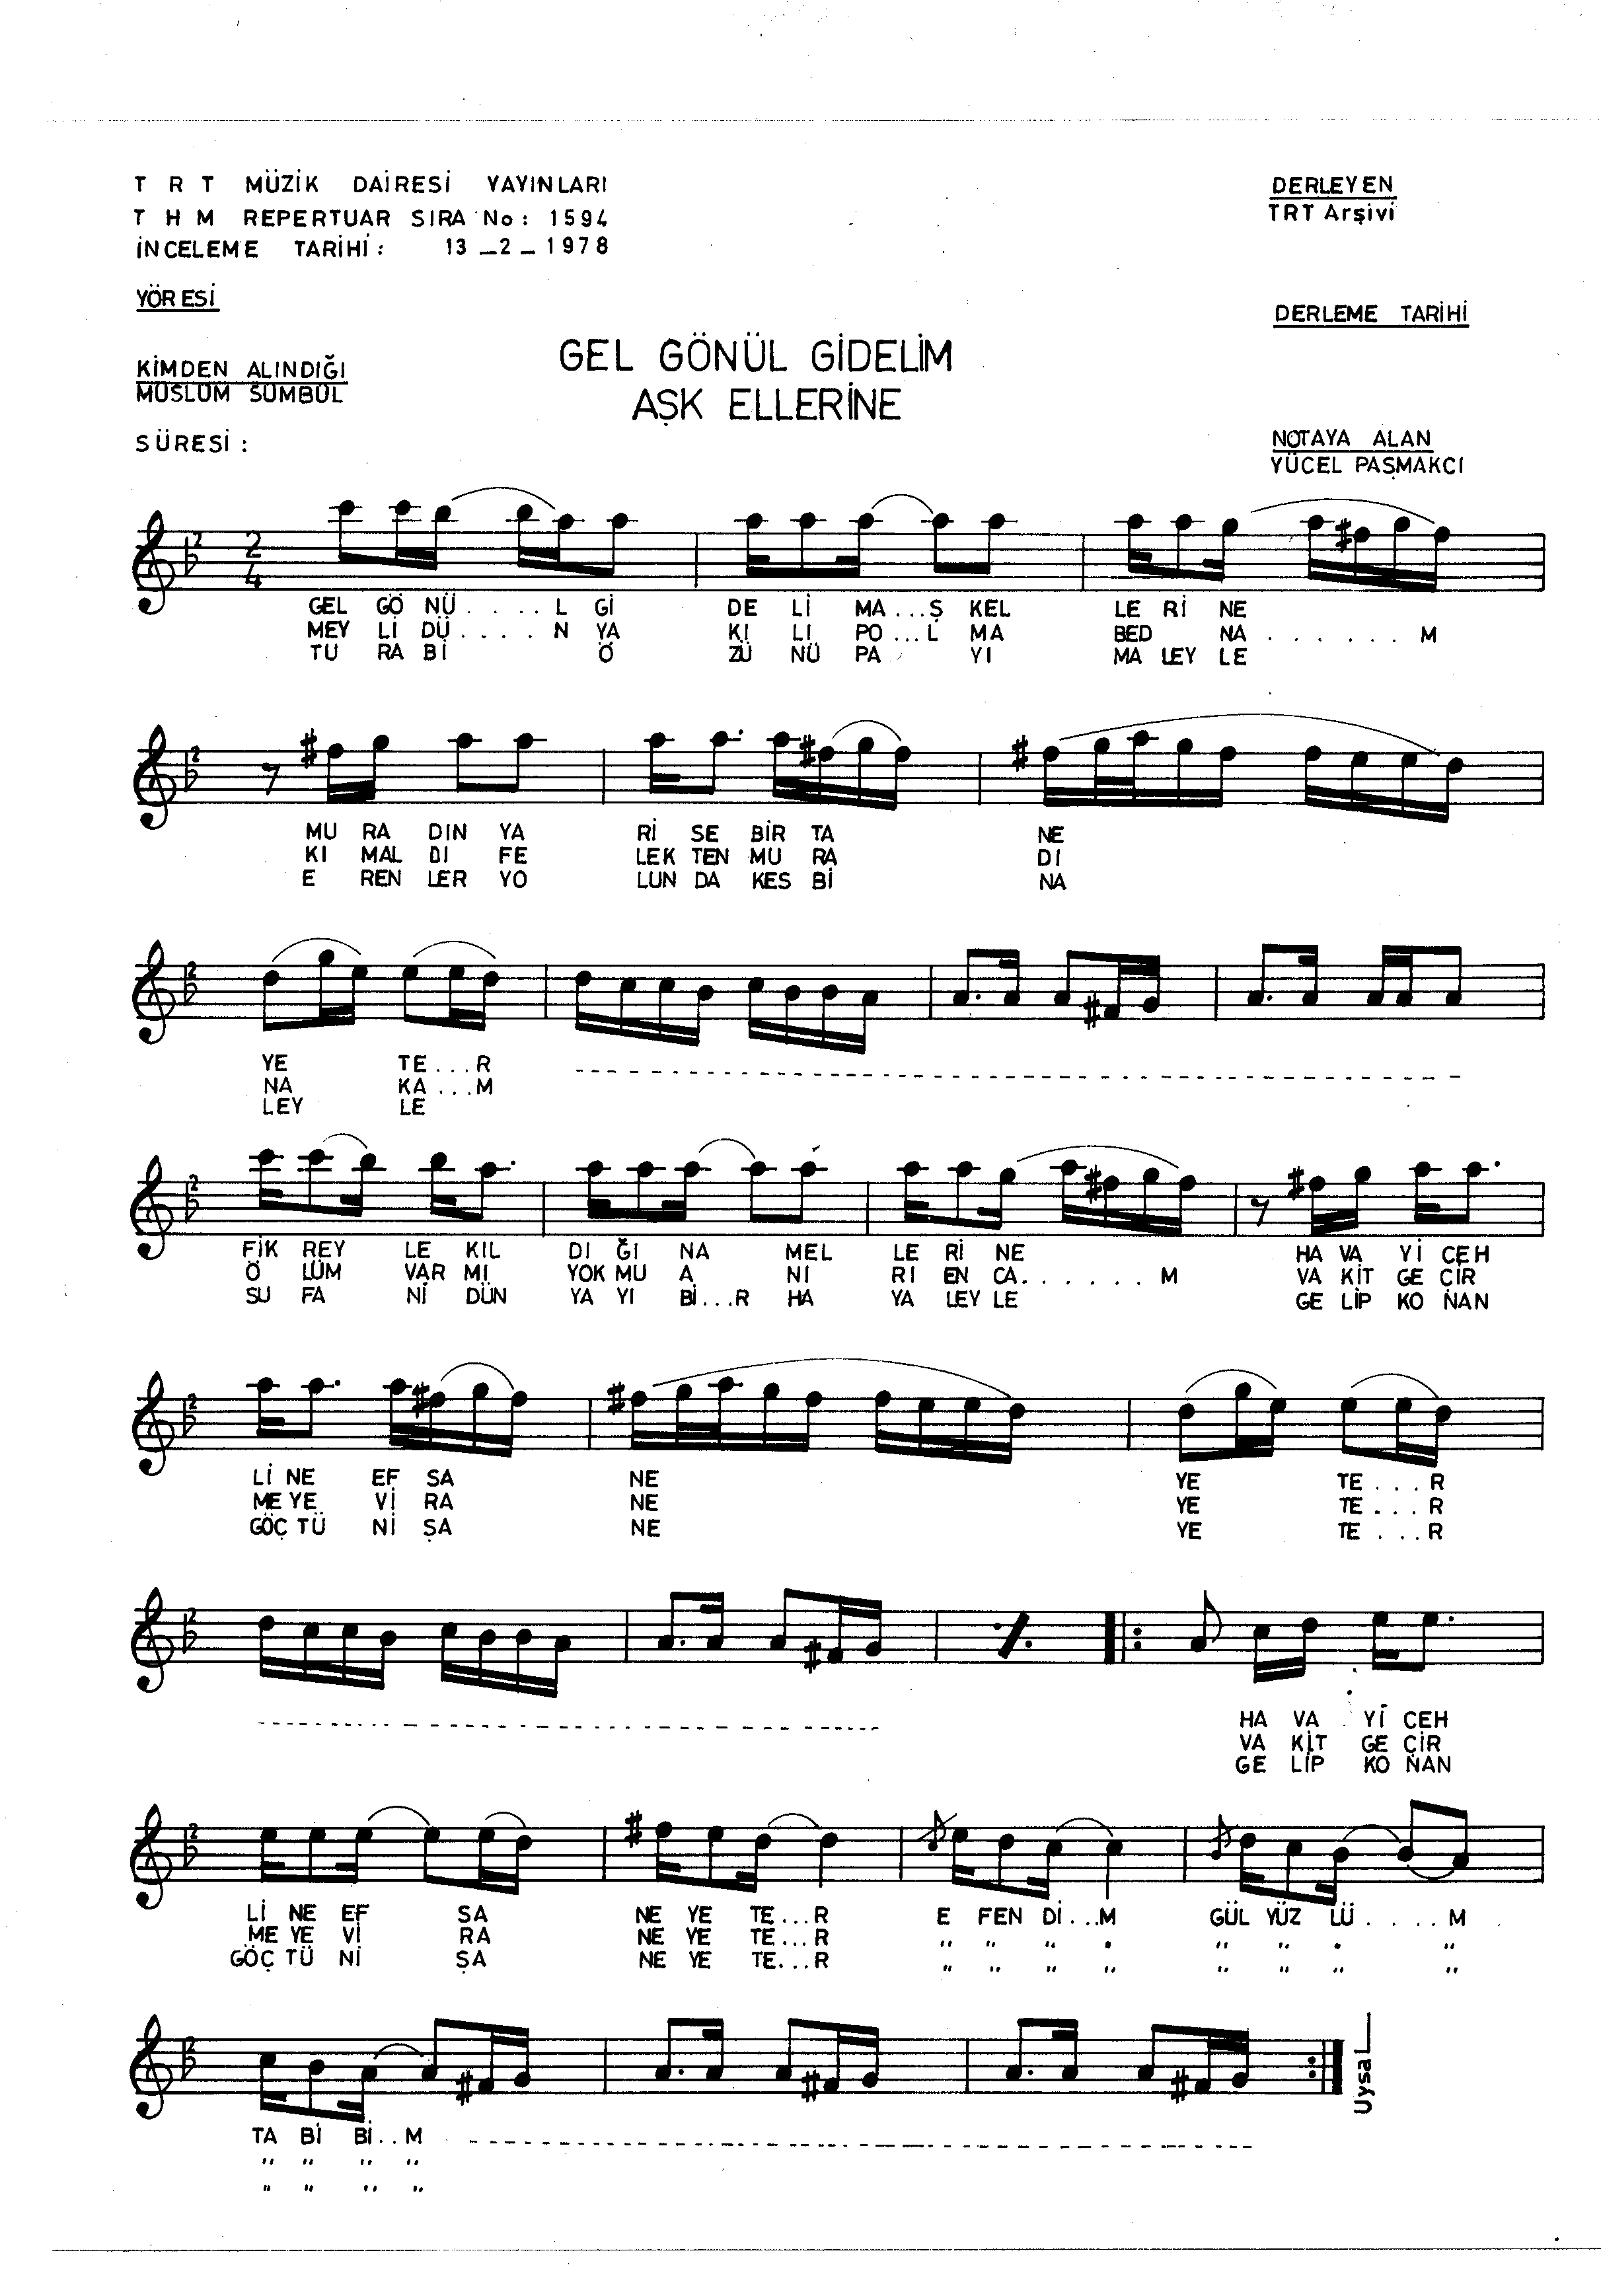 T R T MÜZİK DAİRESİ YAYINLARI
T H M REPERTUAR SIRA No: 1594
İNCELEME TARİHİ: 13_2_1978
DERLEYEN
TRT Arşivi
YÖRESİ
DERLEME TARİHİ
KİMDEN ALINDIĞI
MÜSLÜM SÜMBÜL
GEL GÖNÜL GİDELİM
AŞK ELLERİNE
SÜRESİ:
NOTAYA ALAN
YÜCEL PAŞMAKCI
2
4
GEL GÖ NÜ.....L Gİ DE Lİ MA...Ş KEL LE Rİ NE
MEY Lİ DÜ.....N YA KI LI PO...L MA BED NA.......M
TU RA Bİ Ö ZÜ NÜ PA YI MA LEY LE
MU RA DIN YA Rİ SE BİR TA NE
KI MAL DI FE LEK TEN MU RA DI
E REN LER YO LUN DA KES Bİ NA
YE TE...R
NA KA...M
LEY LE
FİK REY LE KIL DI ĞI NA MEL LE Rİ NE HA VA Yİ CEH
Ö LÜM VAR MI YOK MU A NI RI EN CA.......M VA KİT GE ÇİR
SU FA Nİ DÜN YA YI Bİ...R HA YA LEY LE GE LİP KO NAN
Lİ NE EF SA NE YE TE...R
ME YE Vİ RA NE YE TE...R
GÖÇ TÜ Nİ ŞA NE YE TE...R
HA VA Yİ CEH
VA KİT GE ÇİR
GE LİP KO NAN
Lİ NE EF SA NE YE TE...R E FEN Dİ...M GÜL YÜZ LÜ.....M
ME YE Vİ RA NE YE TE...R " " " " " " " "
GÖÇ TÜ Nİ ŞA NE YE TE...R " " " " " " " "
TA Bİ Bİ..M
" " " "
" " " "
Uysal